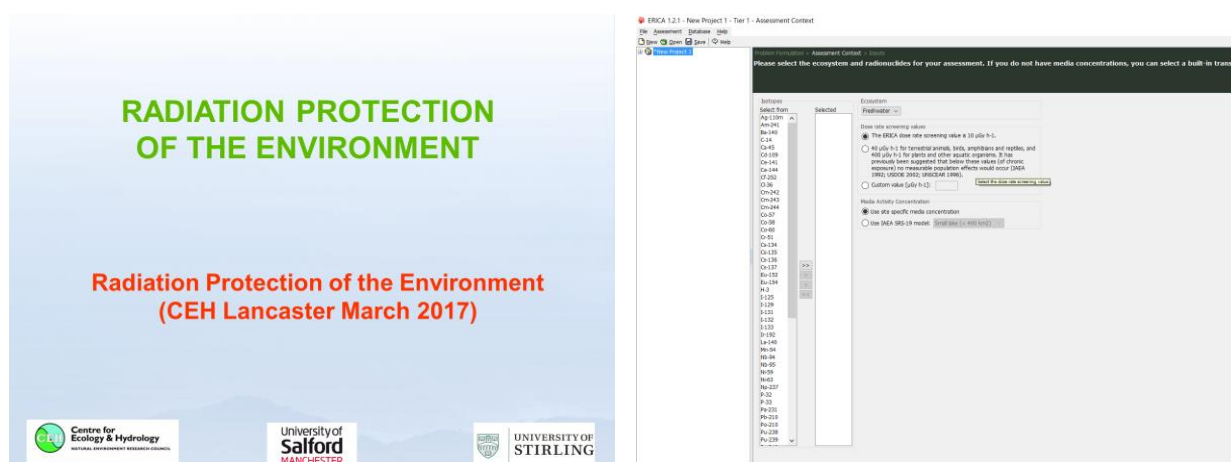 RADIATION PROTECTION
OF THE ENVIRONMENT
Radiation Protection of the Environment
(CEH Lancaster March 2017)
CEH
Centre for
Ecology & Hydrology
NATURAL ENVIRONMENT RESEARCH COUNCIL
University of
Salford
MANCHESTER
UNIVERSITY OF
STIRLING
ERICA 1.2.1 - New Project 1 - Tier 1 - Assessment Context
File Assessment Database Help
New Open Save Help
*New Project 1
Problem Formulation > Assessment Context > Inputs
Please select the ecosystem and radionuclides for your assessment. If you do not have media concentrations, you can select a built-in trans
Isotopes
Select from
Selected
Ag-110m
Am-241
Ba-140
C-14
Ca-45
Cd-109
Ce-141
Ce-144
Cf-252
Cl-36
Cm-242
Cm-243
Cm-244
Co-57
Co-58
Co-60
Cr-51
Cs-134
Cs-135
Cs-136
Cs-137
Eu-152
Eu-154
H-3
I-125
I-129
I-131
I-132
I-133
Ir-192
La-140
Mn-54
Nb-94
Nb-95
Ni-59
Ni-63
Np-237
P-32
P-33
Pa-231
Pb-210
Po-210
Pu-238
Pu-239
>>
>
<
<<
Ecosystem
Freshwater
Dose rate screening values
The ERICA dose rate screening value is 10 µGy h-1.
40 µGy h-1 for terrestrial animals, birds, amphibians and reptiles, and
400 µGy h-1 for plants and other aquatic organisms. It has
previously been suggested that below these values (of chronic
exposure) no measurable population effects would occur (IAEA
1992; USDOE 2002; UNSCEAR 1996).
Custom value [µGy h-1]:
Select the dose rate screening value
Media Activity Concentration
Use site specific media concentration
Use IAEA SRS-19 model: Small lake (< 400 km2)